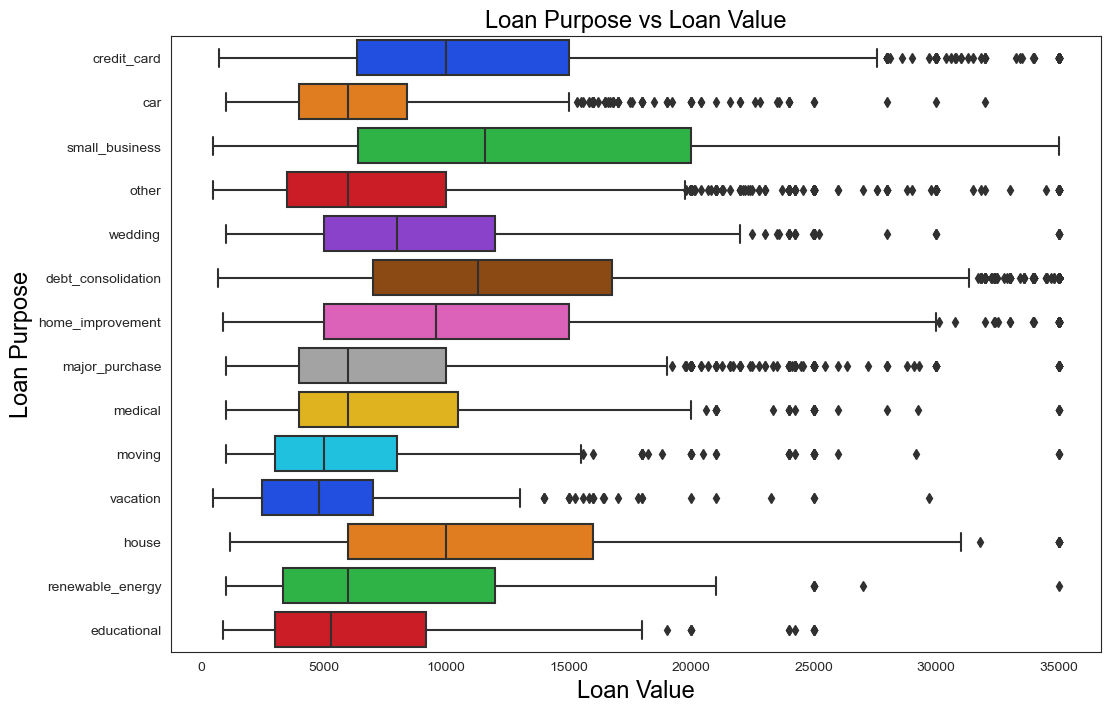 Loan Purpose vs Loan Value
Loan Purpose
credit_card
car
small_business
other
wedding
debt_consolidation
home_improvement
major_purchase
medical
moving
vacation
house
renewable_energy
educational
0 5000 10000 15000 20000 25000 30000 35000
Loan Value